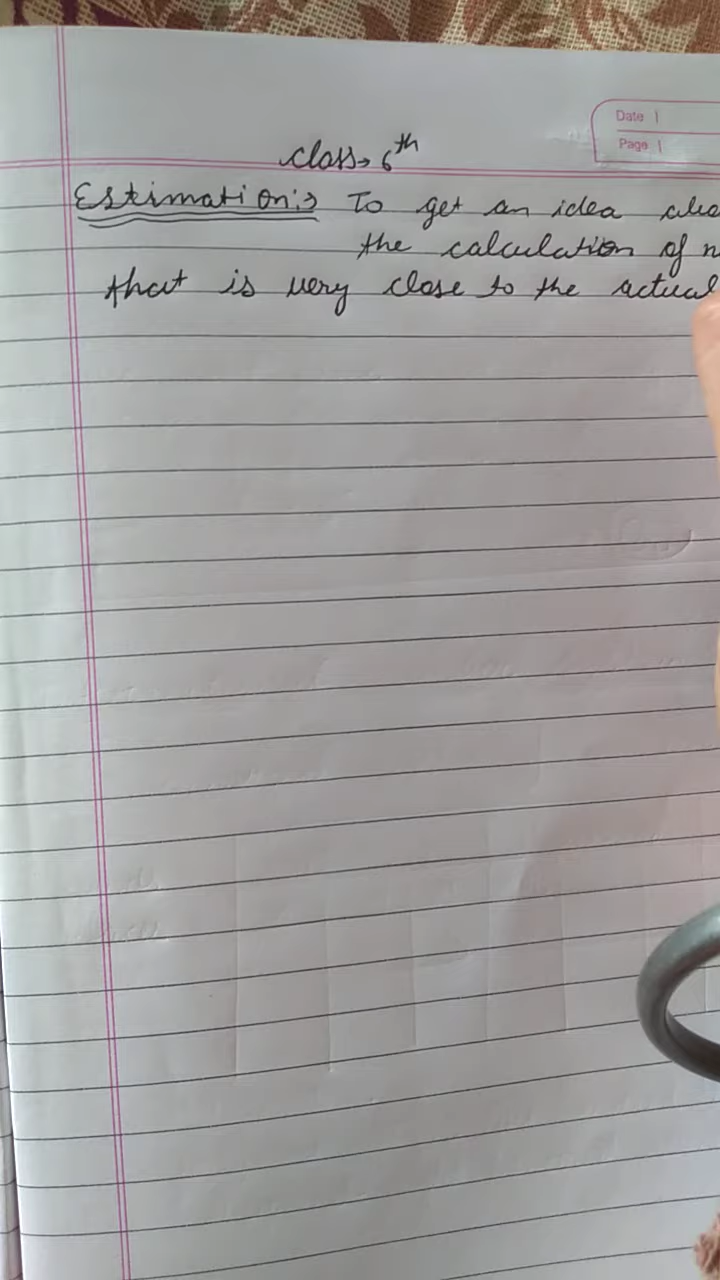 Date
Page
class → 6th
Estimation:→ To get an idea
the calculation of
that is very close to the actual